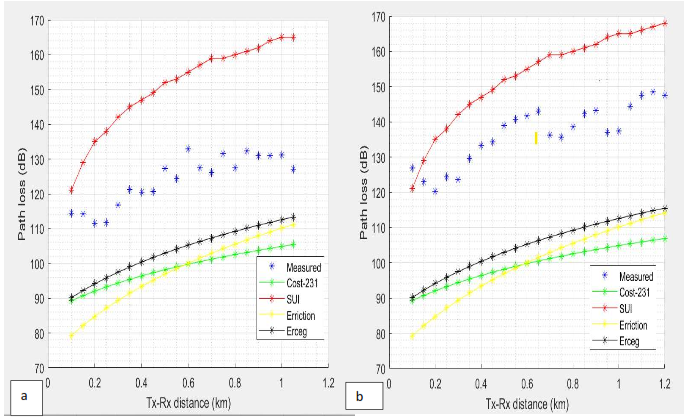 170
160
150
140
130
120
110
100
90
80
70
Path loss (dB)
0
0.2
0.4
0.6
0.8
1
1.2
Tx-Rx distance (km)
Measured
Cost-231
SUI
Erriction
Erceg
a
170
160
150
140
130
120
110
100
90
80
70
Path loss (dB)
0
0.2
0.4
0.6
0.8
1
1.2
Tx-Rx distance (km)
Measured
Cost-231
SUI
Erriction
Erceg
b